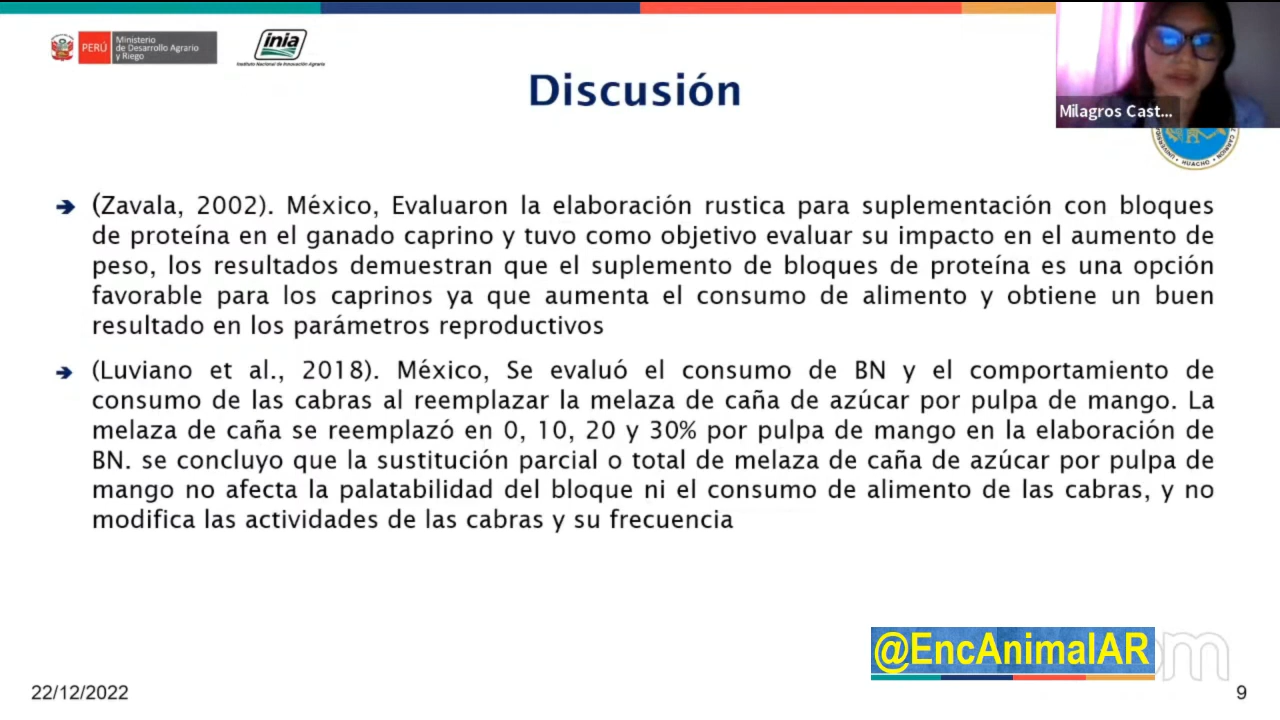 PERÚ
Ministerio
de Desarrollo Agrario
y Riego
inia
Instituto Nacional de Innovación Agraria
Discusión
Milagros Cast...
HUACHO
(Zavala, 2002). México, Evaluaron la elaboración rustica para suplementación con bloques
de proteína en el ganado caprino y tuvo como objetivo evaluar su impacto en el aumento de
peso, los resultados demuestran que el suplemento de bloques de proteína es una opción
favorable para los caprinos ya que aumenta el consumo de alimento y obtiene un buen
resultado en los parámetros reproductivos
(Luviano et al., 2018). México, Se evaluó el consumo de BN y el comportamiento de
consumo de las cabras al reemplazar la melaza de caña de azúcar por pulpa de mango. La
melaza de caña se reemplazó en 0, 10, 20 y 30% por pulpa de mango en la elaboración de
BN. se concluyo que la sustitución parcial o total de melaza de caña de azúcar por pulpa de
mango no afecta la palatabilidad del bloque ni el consumo de alimento de las cabras, y no
modifica las actividades de las cabras y su frecuencia
@EncAnimalAR
22/12/2022
9